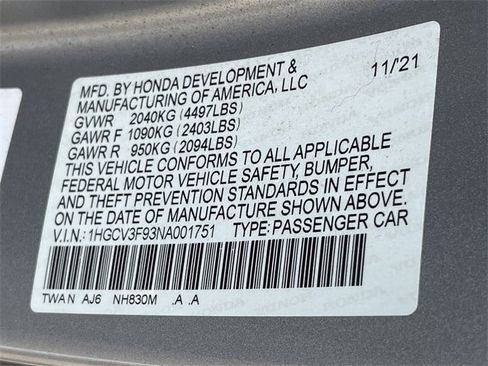 MFD. BY HONDA DEVELOPMENT & 11/21
MANUFACTURING OF AMERICA, LLC
GVWR 2040KG (4497LBS)
GAWR F 1090KG (2403LBS)
GAWR R 950KG (2094LBS)
THIS VEHICLE CONFORMS TO ALL APPLICABLE
FEDERAL MOTOR VEHICLE SAFETY, BUMPER,
AND THEFT PREVENTION STANDARDS IN EFFECT
ON THE DATE OF MANUFACTURE SHOWN ABOVE.
V.I.N.: 1HGCV3F93NA001751 TYPE: PASSENGER CAR
TWA N AJ6 NH830M .A .A